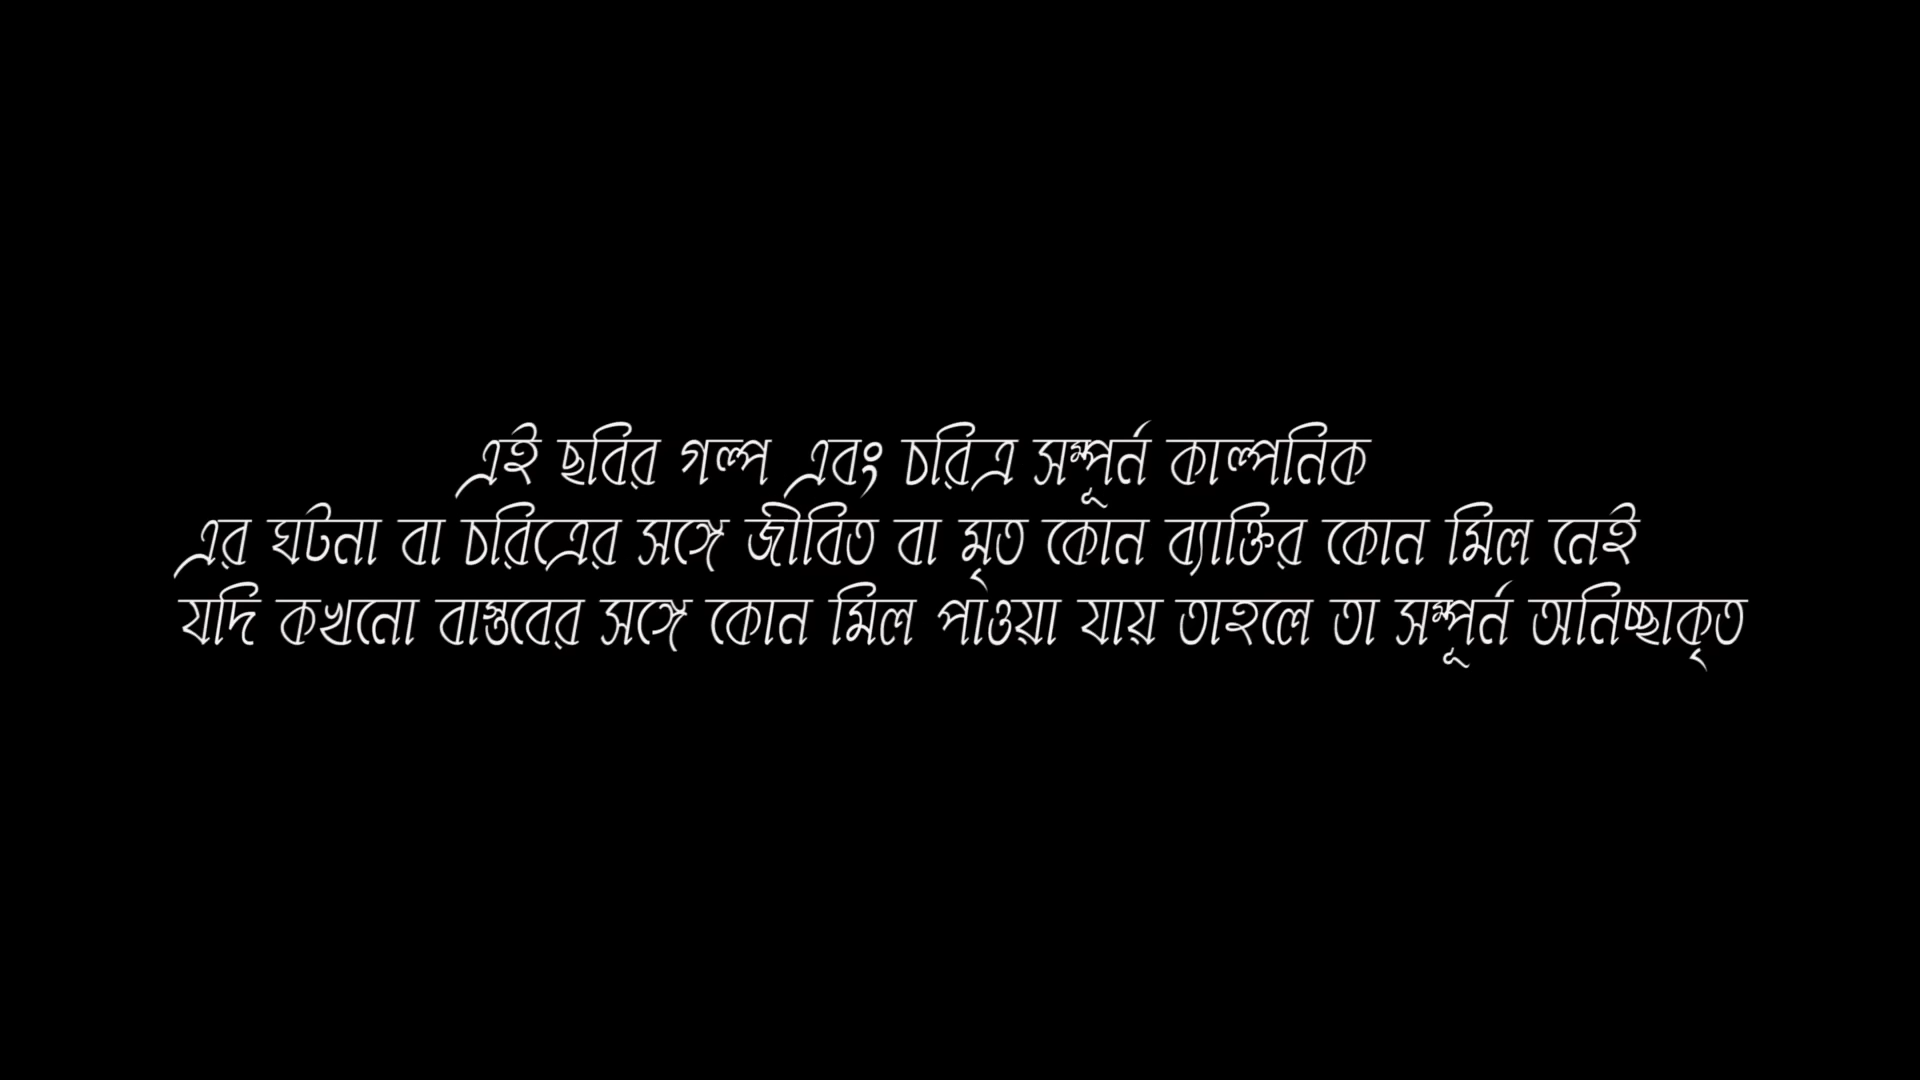 এই ছবির গল্প এবং চরিত্র সম্পূর্ন কাল্পনিক
এর ঘটনা বা চরিত্রের সঙ্গে জীবিত বা মৃত কোন ব্যাক্তির কোন মিল নেই
যদি কখনো বাস্তবের সঙ্গে কোন মিল পাওয়া যায় তাহলে তা সম্পূর্ন অনিচ্ছাকৃত